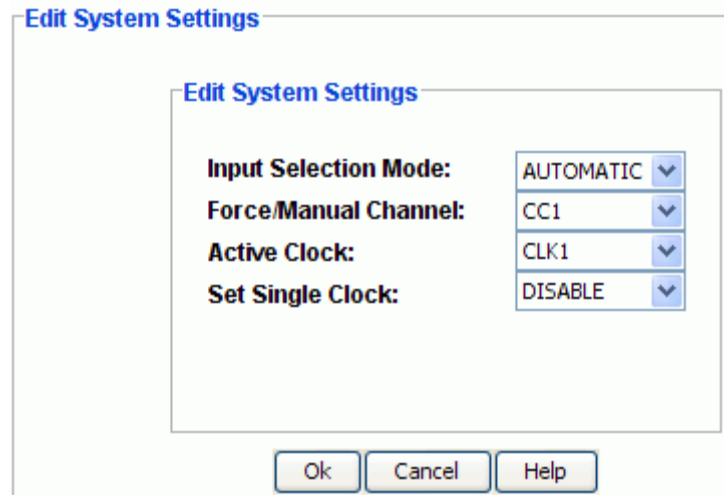 Edit System Settings
Edit System Settings
Input Selection Mode: AUTOMATIC
Force/Manual Channel: CC1
Active Clock: CLK1
Set Single Clock: DISABLE
Ok Cancel Help